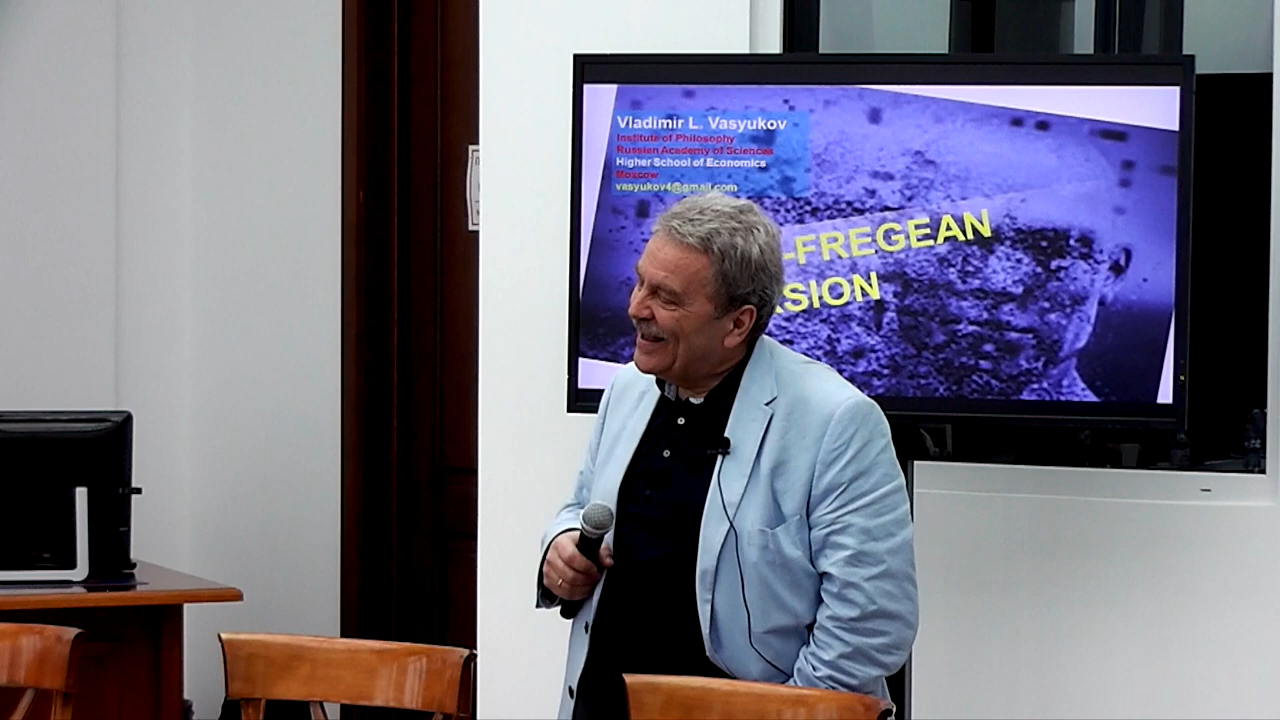 Vladimir L. Vasyukov
Institute of Philosophy
Russian Academy of Sciences
Higher School of Economics
Moscow
vasyukov4@gmail.com
-FREGEAN
SION